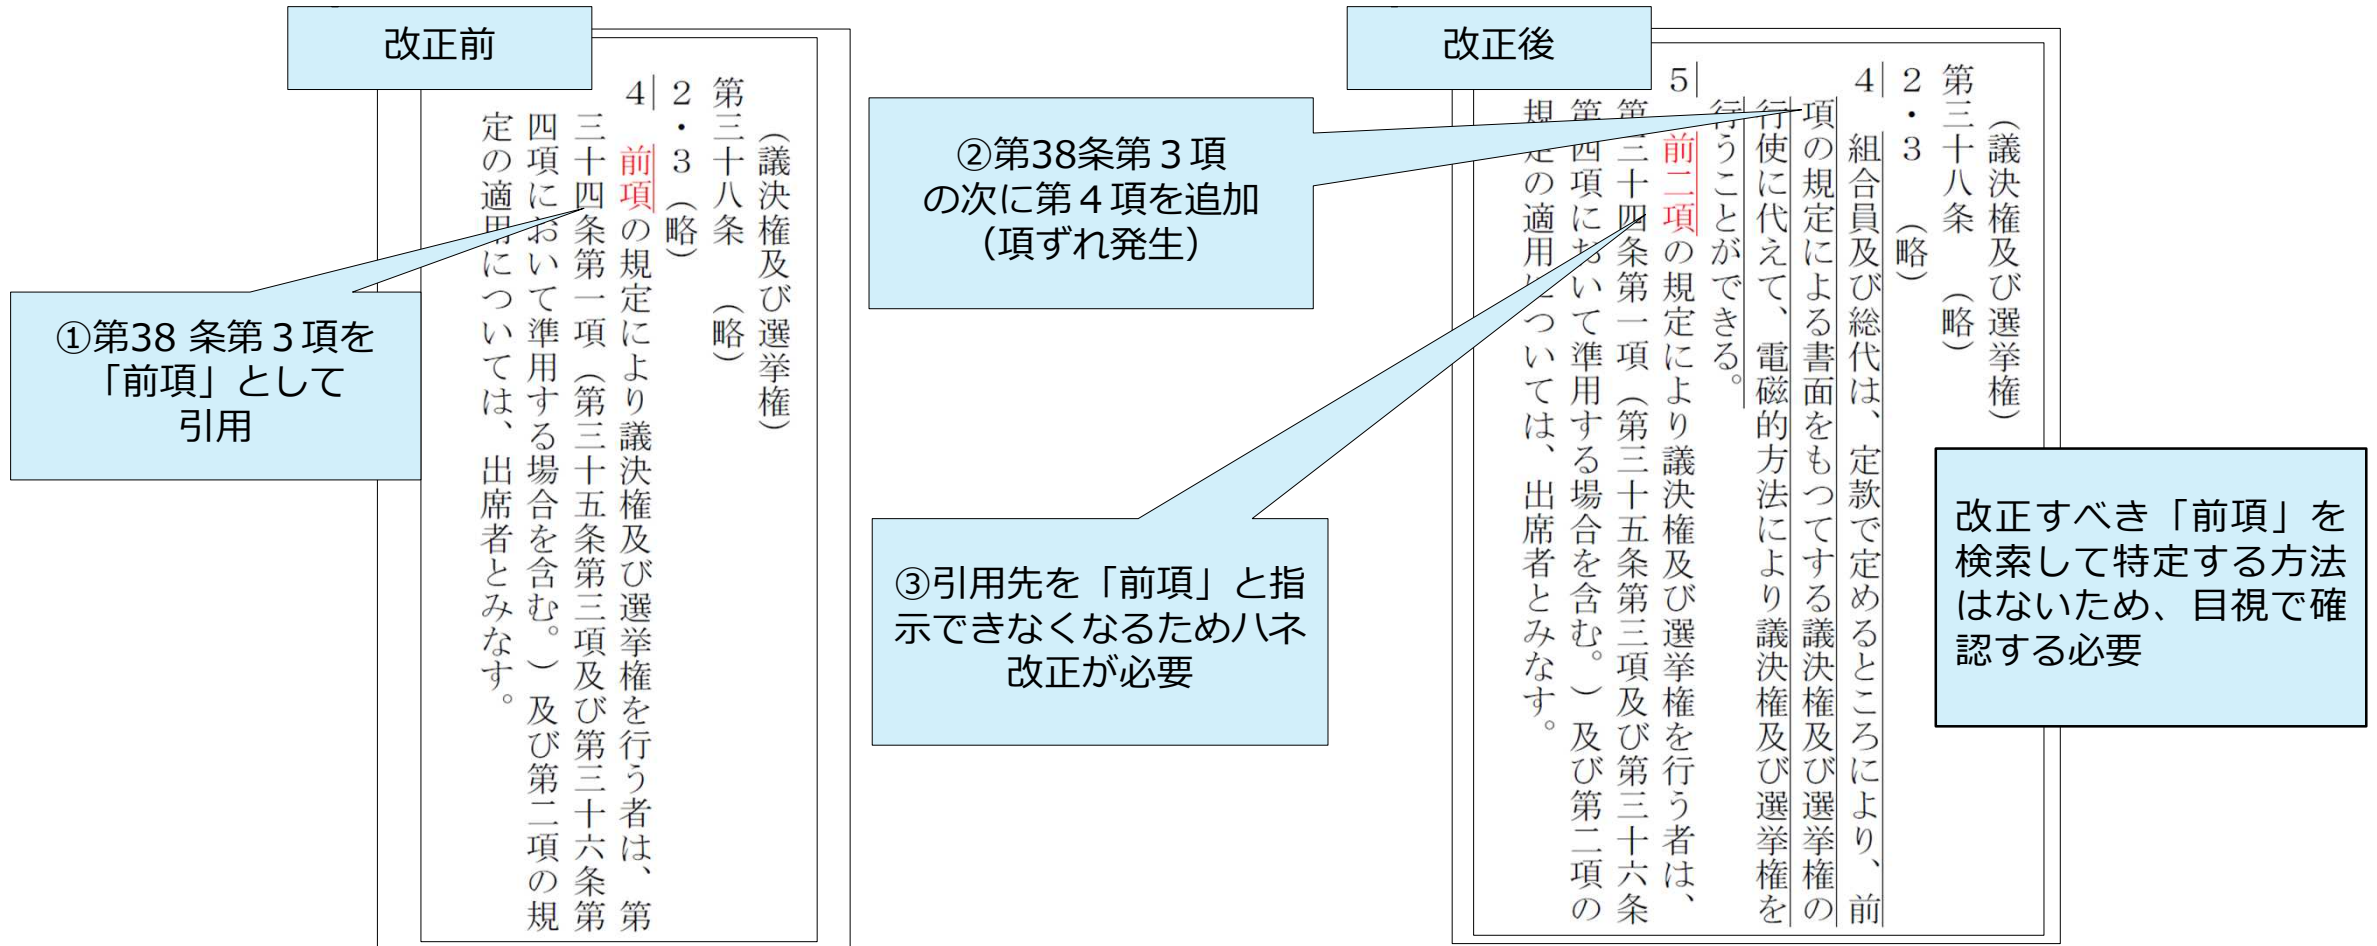 改正前
（議決権及び選挙権）
第三十八条　（略）
２・３　（略）
４　前項の規定により議決権及び選挙権を行う者は、第
三十四条第一項（第三十五条第三項及び第三十六条第
四項において準用する場合を含む。）及び第二項の規
定の適用については、出席者とみなす。
①第38 条第３項を
「前項」として
引用
②第38条第３項
の次に第４項を追加
（項ずれ発生）
③引用先を「前項」と指
示できなくなるためハネ
改正が必要
改正後
（議決権及び選挙権）
第三十八条　（略）
２・３　（略）
４　組合員及び総代は、定款で定めるところにより、前
項の規定による書面をもつてする議決権及び選挙権の
行使に代えて、電磁的方法により議決権及び選挙権を
行うことができる。
５　前二項の規定により議決権及び選挙権を行う者は、
第三十四条第一項（第三十五条第三項及び第三十六条
第四項において準用する場合を含む。）及び第二項の
規定の適用については、出席者とみなす。
改正すべき「前項」を
検索して特定する方法
はないため、目視で確
認する必要